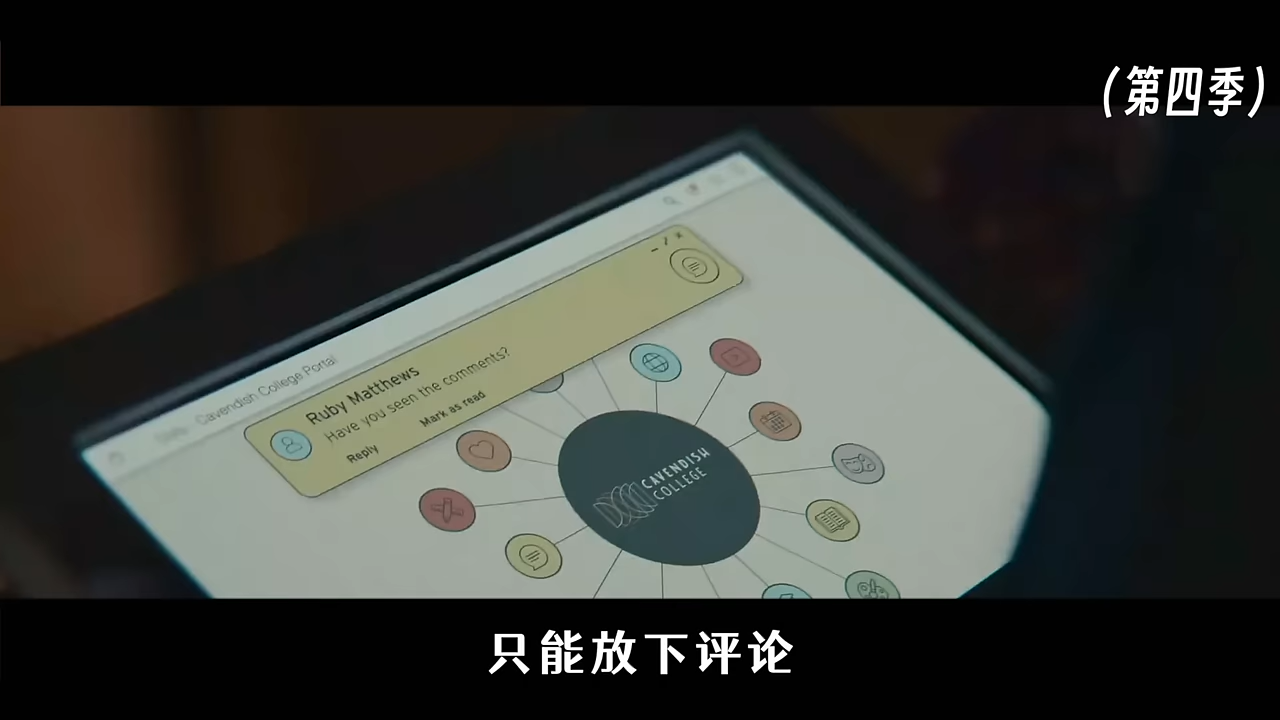 （第四季）
Cavendish College Portal
Ruby Matthews
Have you seen the comments?
Reply
Mark as read
CAVENDISH
COLLEGE
只能放下评论